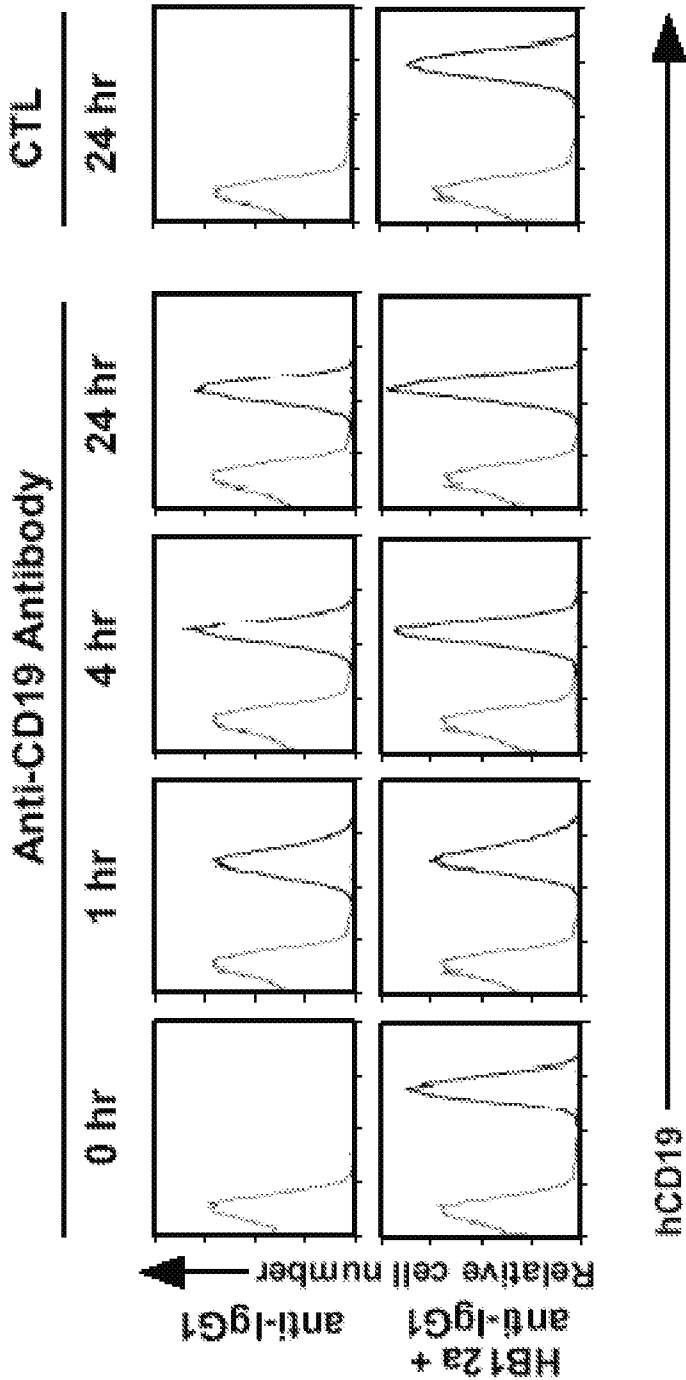 Anti-CD19 Antibody
CTL
0 hr
1 hr
4 hr
24 hr
24 hr
Relative cell number
anti-IgG1
HB12a +
anti-IgG1
hCD19